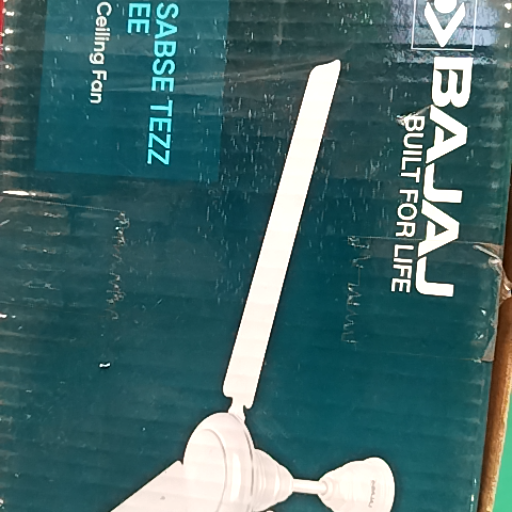 BAJAJ
BUILT FOR LIFE
SABSE TEZZ
EE
Ceiling Fan